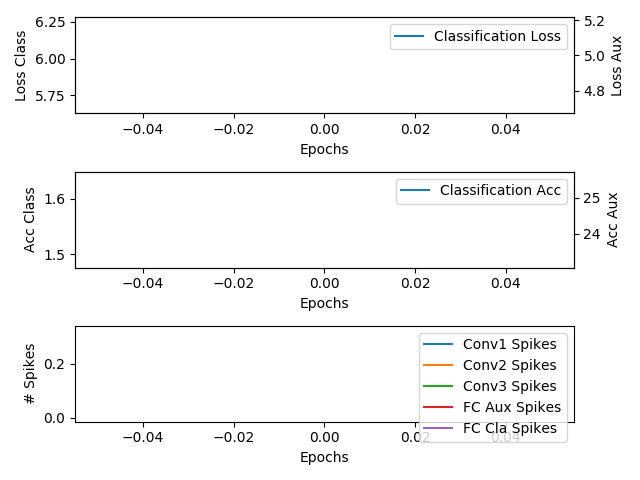 6.25
6.00
5.75
Loss Class
Classification Loss
5.2
5.0
4.8
Loss Aux
−0.04 −0.02 0.00 0.02 0.04
Epochs
1.6
1.5
Acc Class
Classification Acc
25
24
Acc Aux
−0.04 −0.02 0.00 0.02 0.04
Epochs
0.2
0.0
# Spikes
Conv1 Spikes
Conv2 Spikes
Conv3 Spikes
FC Aux Spikes
FC Cla Spikes
−0.04 −0.02 0.00 0.02 0.04
Epochs